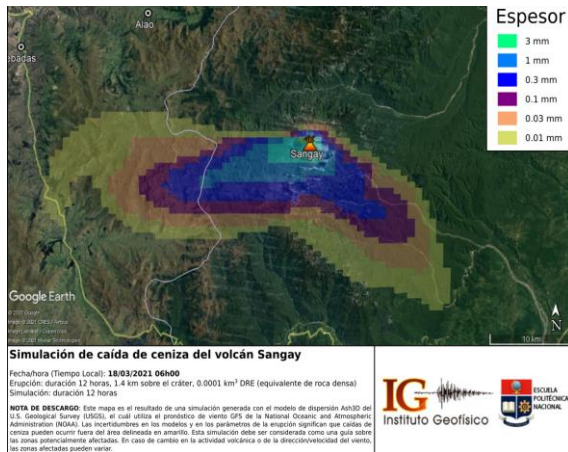 Alao
ebadas
Sangay
Google Earth
10 km
N
Espesor
3 mm
1 mm
0.3 mm
0.1 mm
0.03 mm
0.01 mm
Simulación de caída de ceniza del volcán Sangay
Fecha/hora (Tiempo Local): 18/03/2021 06h00
Erupción: duración 12 horas, 1.4 km sobre el cráter, 0.0001 km³ DRE (equivalente de roca densa)
Simulación: duración 12 horas
NOTA DE DESCARGO: Este mapa es el resultado de una simulación generada con el modelo de dispersión Ash3D del
U.S. Geological Survey (USGS), el cuál utiliza el pronóstico de viento GFS de la National Oceanic and Atmospheric
Administration (NOAA). Las incertidumbres en los modelos y en los parámetros de la erupción significan que caídas de
ceniza pueden ocurrir fuera del área delineada en amarillo. Esta simulación debe ser considerada como una guía sobre
las zonas potencialmente afectadas. En caso de cambio en la actividad volcánica o de la dirección/velocidad del viento,
las zonas afectadas pueden variar.
IG
Instituto Geofísico
ESCUELA
POLITÉCNICA
NACIONAL